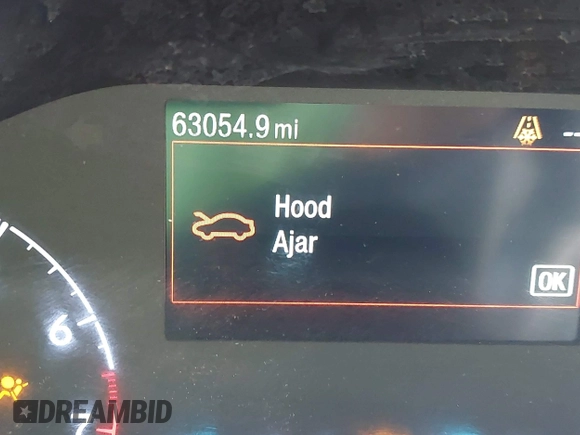 63054.9 mi
--
Hood
Ajar
OK
6
DREAMBID